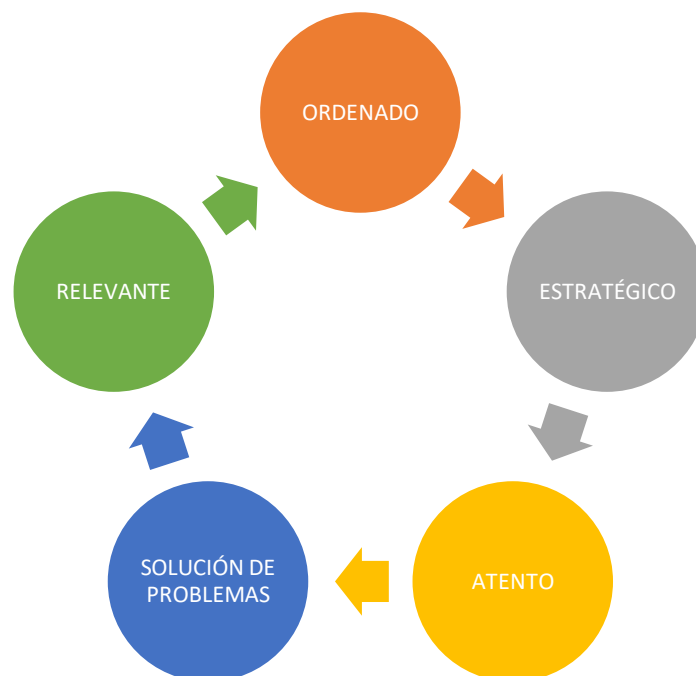 ORDENADO
ESTRATÉGICO
ATENTO
SOLUCIÓN DE
PROBLEMAS
RELEVANTE